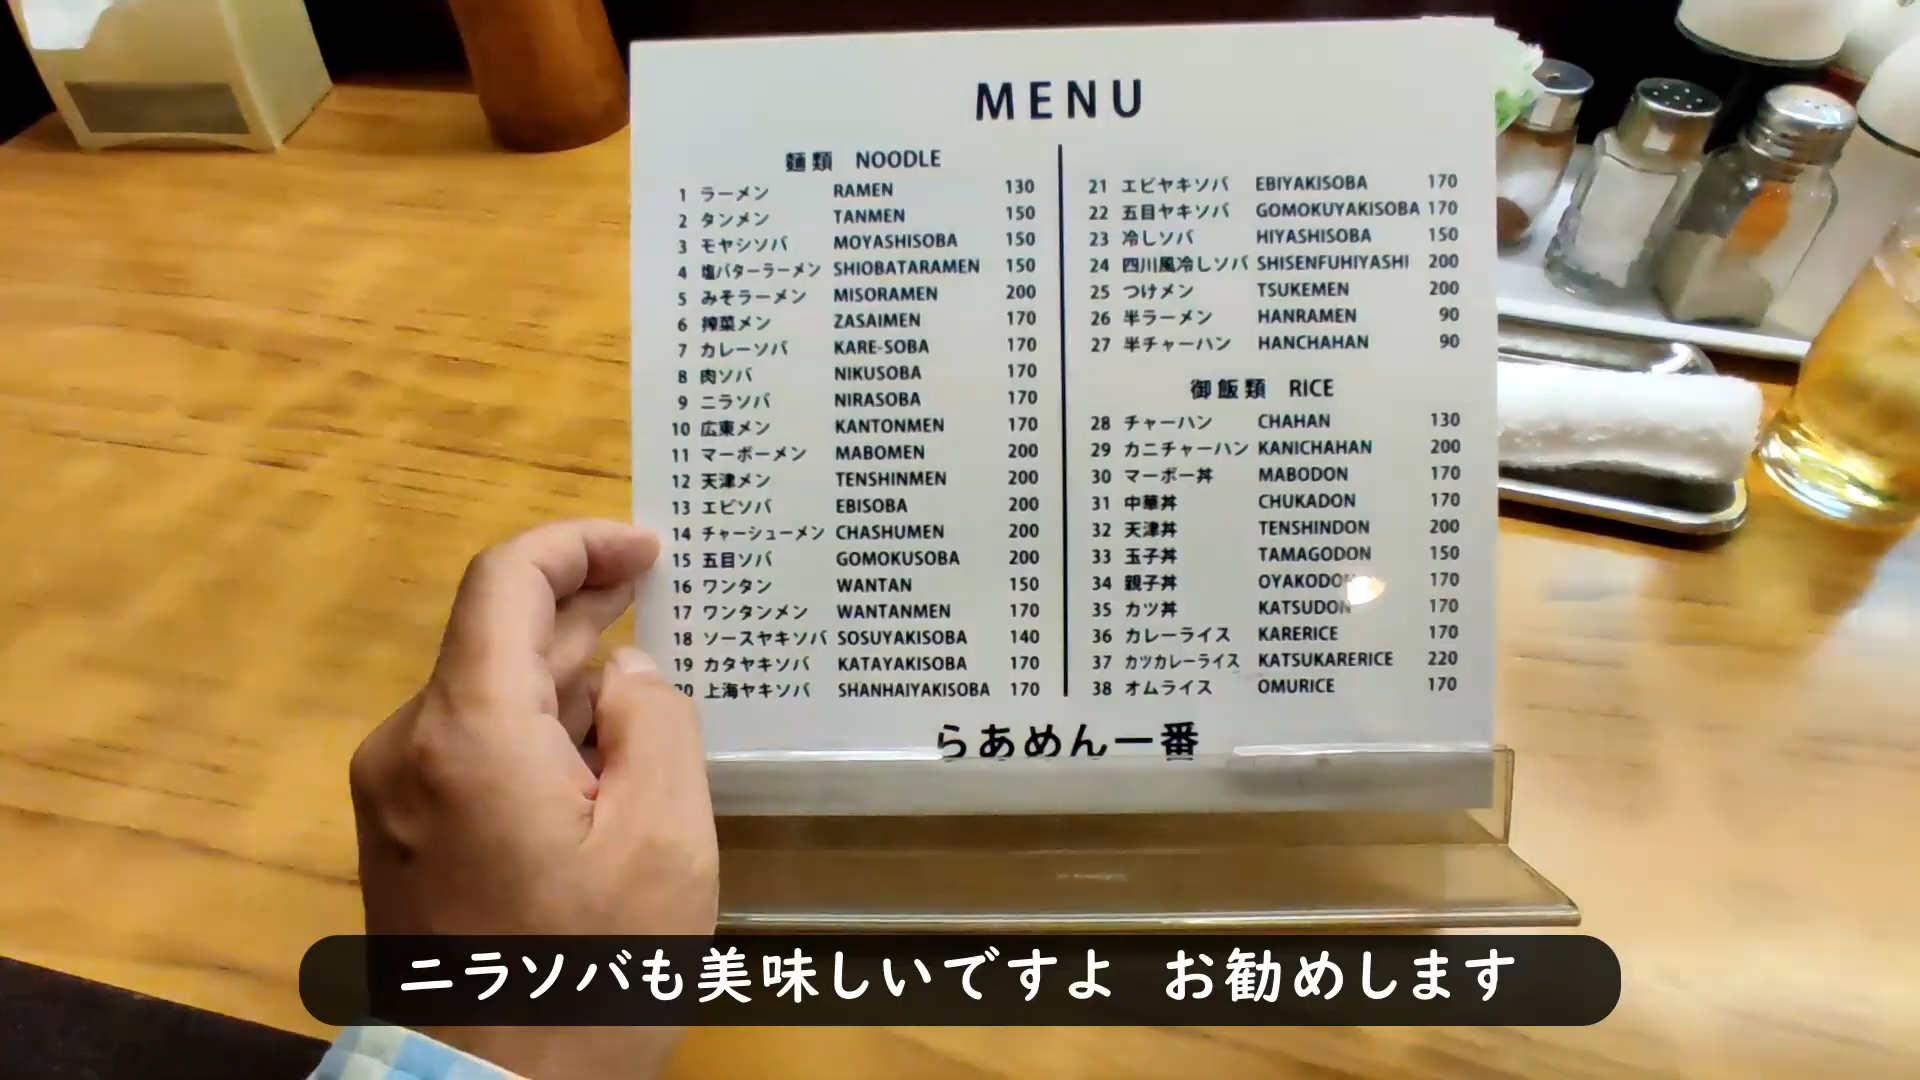 MENU
麺類 NOODLE
1 ラーメン RAMEN 130
2 タンメン TANMEN 150
3 モヤシソバ MOYASHISOBA 150
4 塩バターラーメン SHIOBATARAMEN 150
5 みそラーメン MISORAMEN 200
6 搾菜メン ZASAIMEN 170
7 カレーソバ KARE-SOBA 170
8 肉ソバ NIKUSOBA 170
9 ニラソバ NIRASOBA 170
10 広東メン KANTONMEN 170
11 マーボーメン MABOMEN 200
12 天津メン TENSHINMEN 200
13 エビソバ EBISOBA 200
14 チャーシューメン CHASHUMEN 200
15 五目ソバ GOMOKUSOBA 200
16 ワンタン WANTAN 150
17 ワンタンメン WANTANMEN 170
18 ソースヤキソバ SOSUYAKISOBA 140
19 カタヤキソバ KATAYAKISOBA 170
20 上海ヤキソバ SHANHAIYAKISOBA 170
21 エビヤキソバ EBIYAKISOBA 170
22 五目ヤキソバ GOMOKUYAKISOBA 170
23 冷しソバ HIYASHISOBA 150
24 四川風冷しソバ SHISENFUHIYASHI 200
25 つけメン TSUKEMEN 200
26 半ラーメン HANRAMEN 90
27 半チャーハン HANCHAHAN 90
御飯類 RICE
28 チャーハン CHAHAN 130
29 カニチャーハン KANICHAHAN 200
30 マーボー丼 MABODON 170
31 中華丼 CHUKADON 170
32 天津丼 TENSHINDON 200
33 玉子丼 TAMAGODON 150
34 親子丼 OYAKODON 170
35 カツ丼 KATSUDON 170
36 カレーライス KARERICE 170
37 カツカレーライス KATSUKARERICE 220
38 オムライス OMURICE 170
らあめん一番
ニラソバも美味しいですよ お勧めします